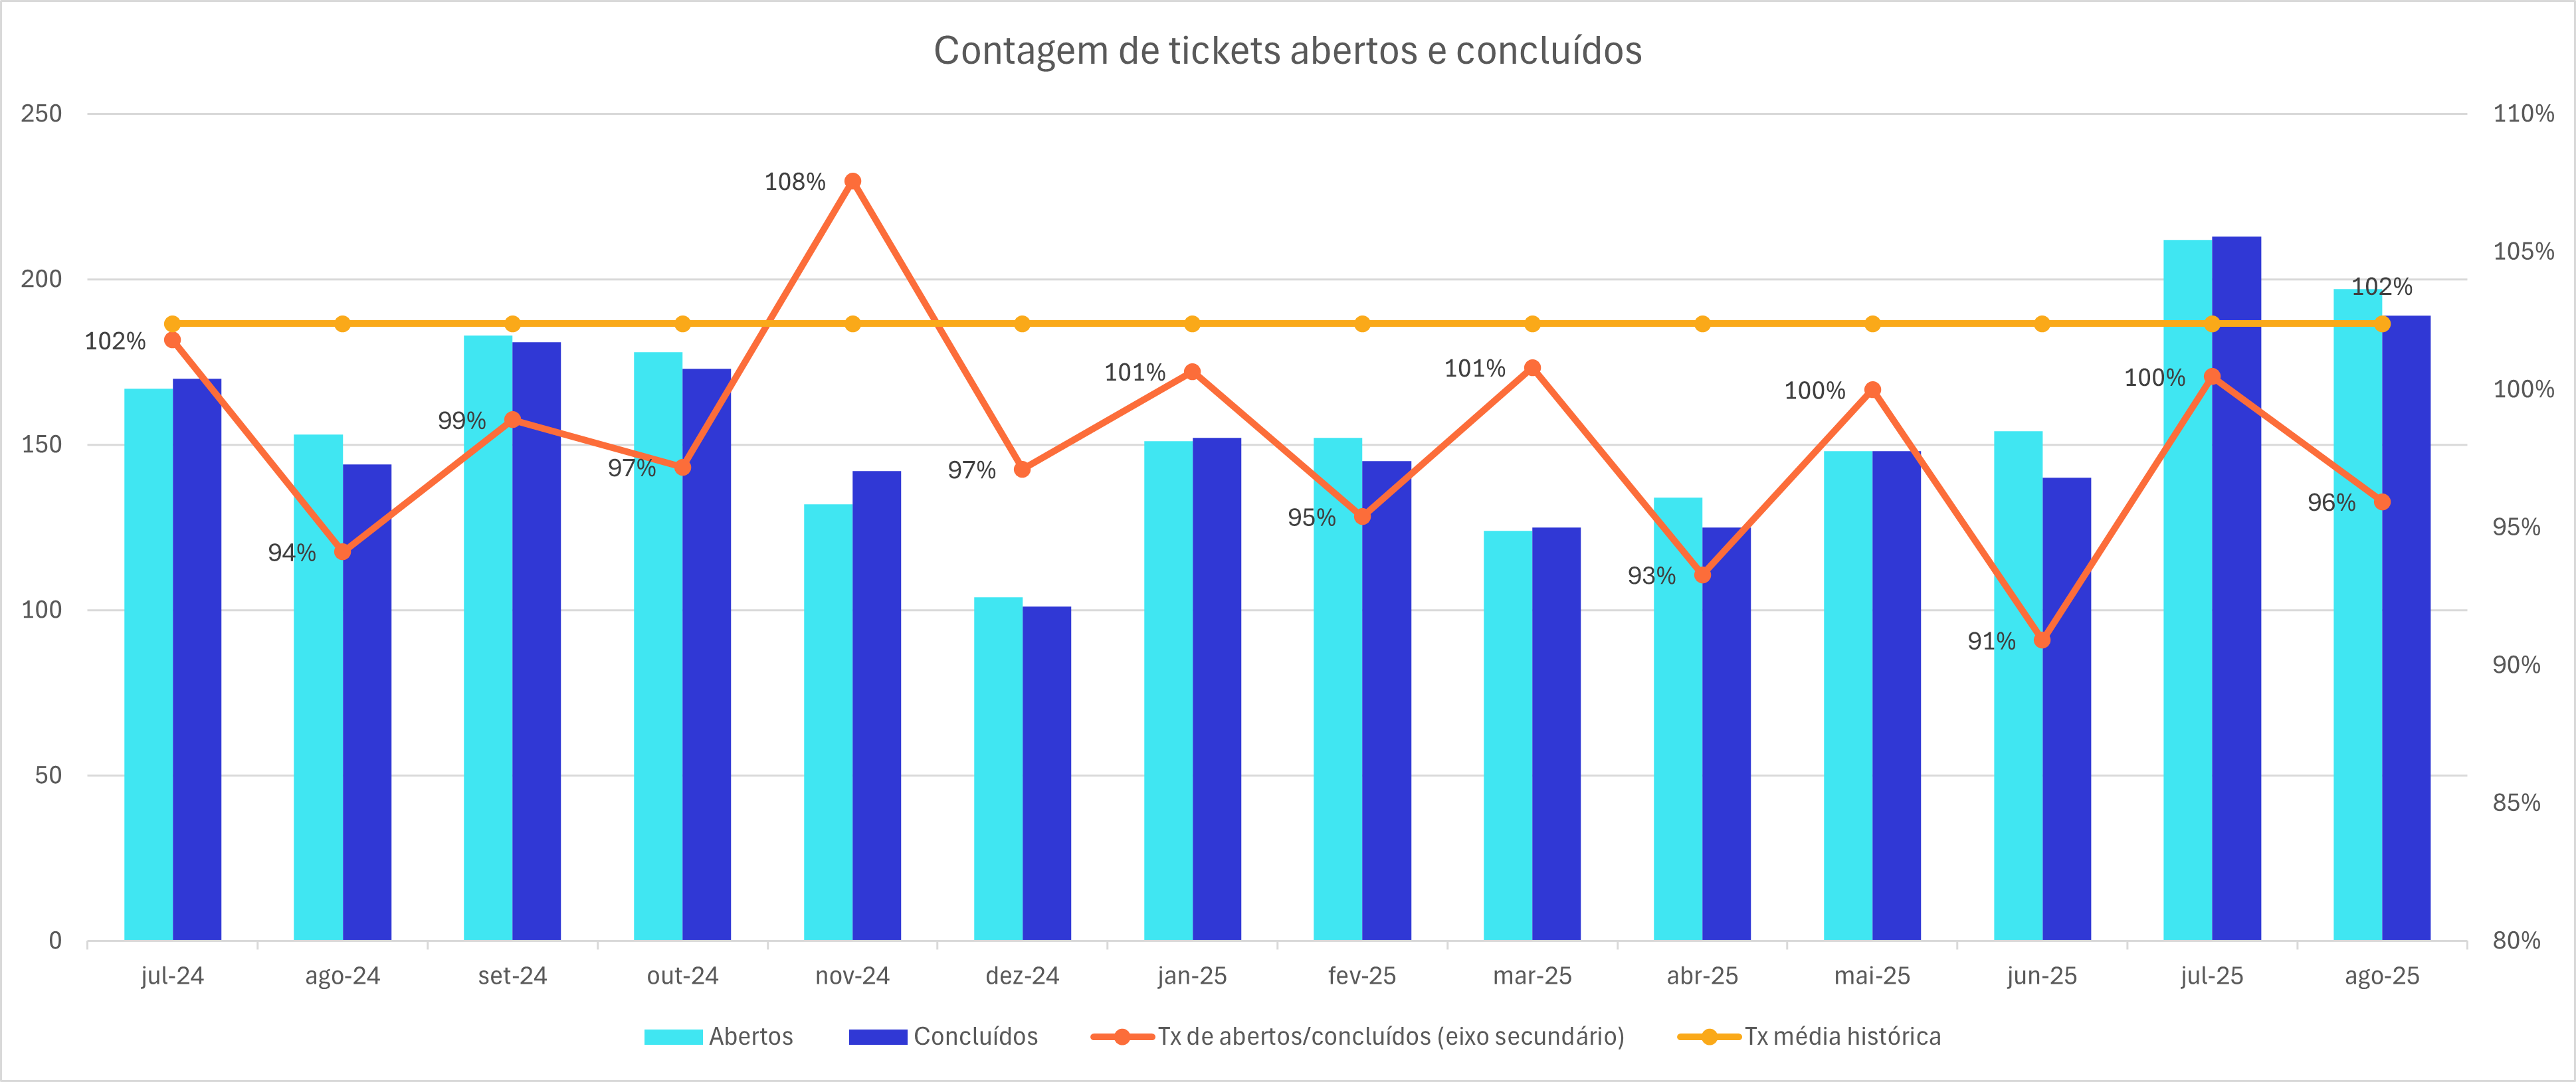 Contagem de tickets abertos e concluídos
250
200
150
100
50
0
110%
105%
100%
95%
90%
85%
80%
102%
94%
99%
97%
108%
97%
101%
95%
101%
93%
100%
91%
100%
96%
102%
jul-24
ago-24
set-24
out-24
nov-24
dez-24
jan-25
fev-25
mar-25
abr-25
mai-25
jun-25
jul-25
ago-25
Abertos
Concluídos
Tx de abertos/concluídos (eixo secundário)
Tx média histórica